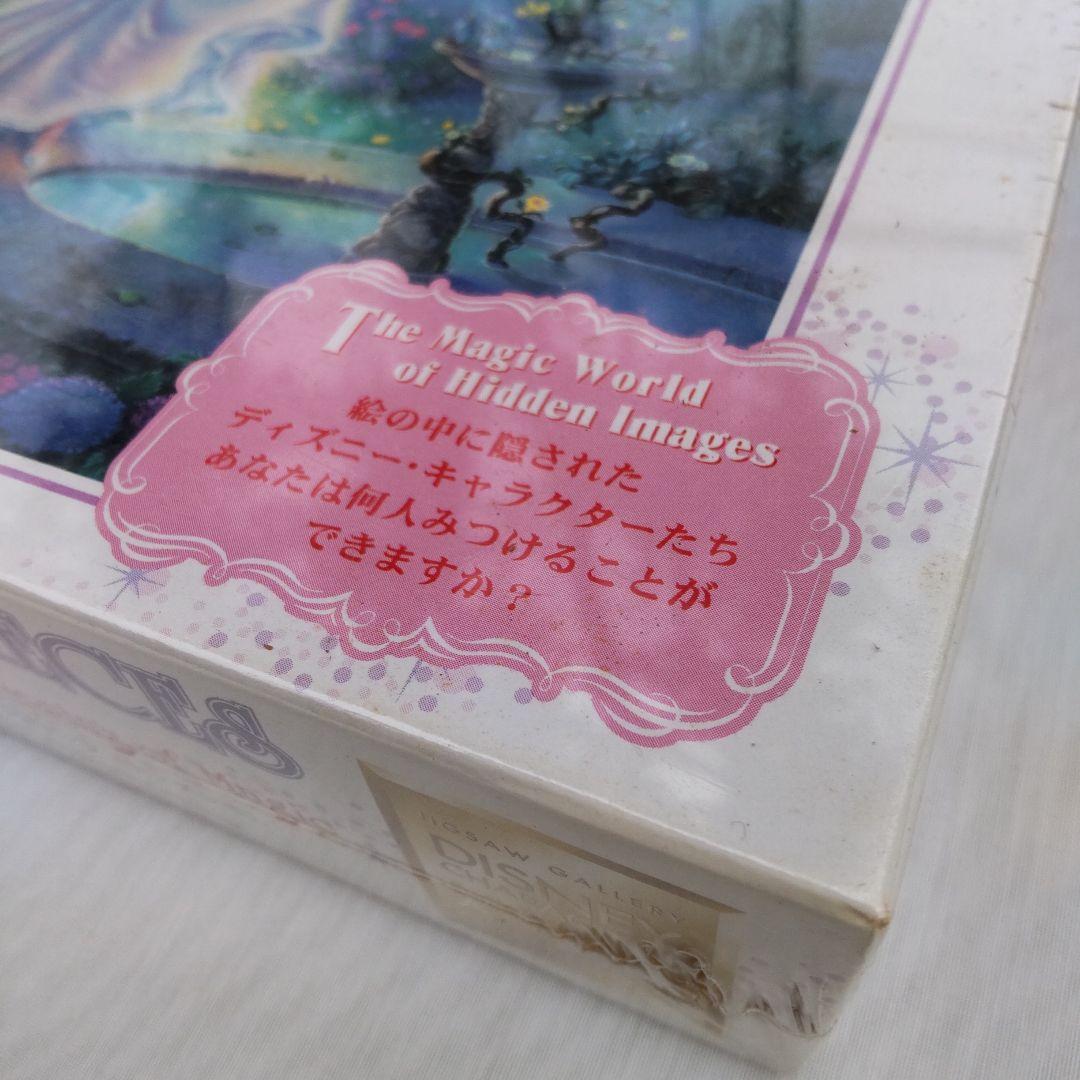 The Magic World
of Hidden Images
絵の中に隠された
ディズニー・キャラクターたち
あなたは何人みつけることが
できますか？
JIGSAW GALLERY
DISNEY